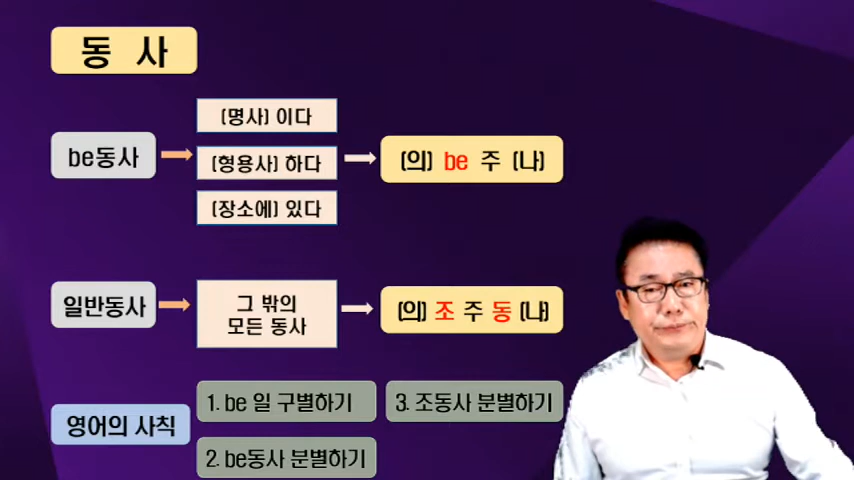 동 사
be동사
(명사) 이다
(형용사) 하다
(장소에) 있다
(의) be 주 (나)
일반동사
그 밖의
모든 동사
(의) 조 주 동 (나)
영어의 사칙
1. be 일 구별하기
2. be동사 분별하기
3. 조동사 분별하기